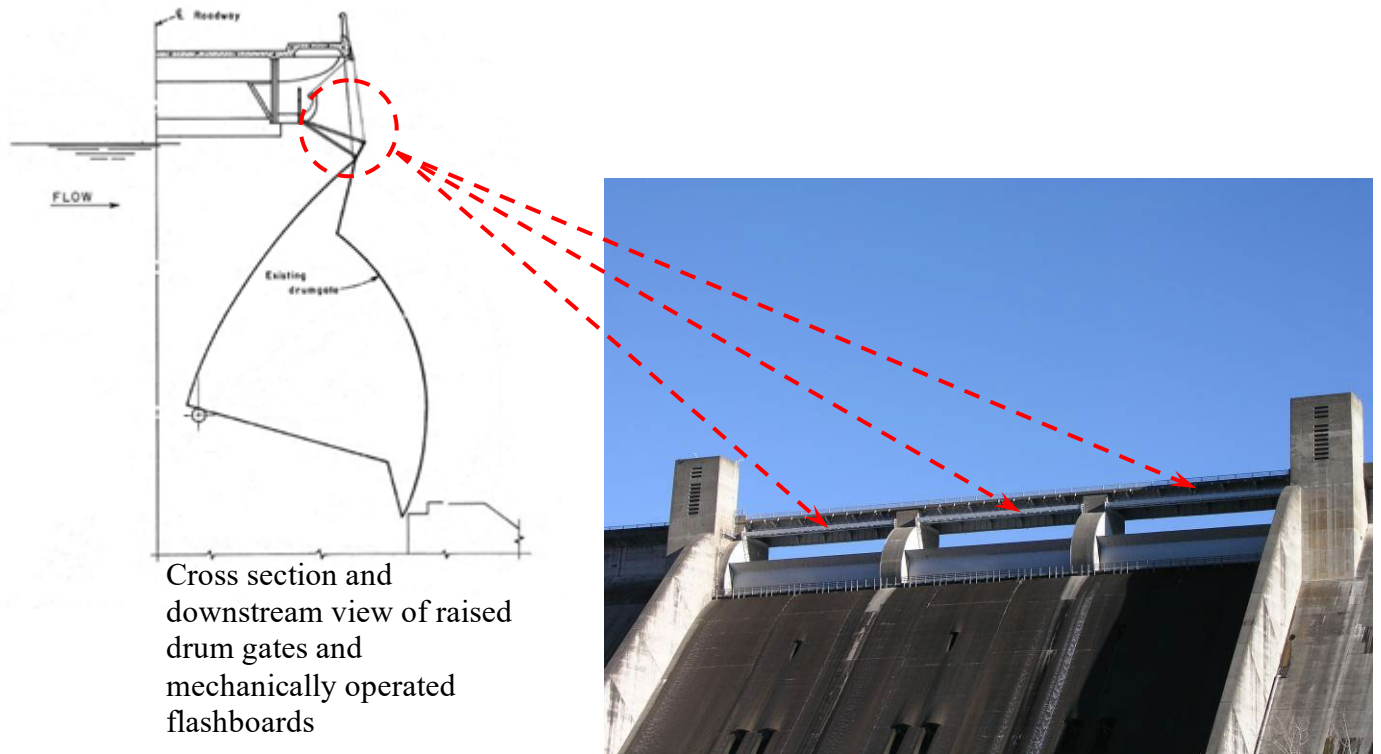 ℄ Roadway
FLOW
Existing
drumgate
Cross section and
downstream view of raised
drum gates and
mechanically operated
flashboards